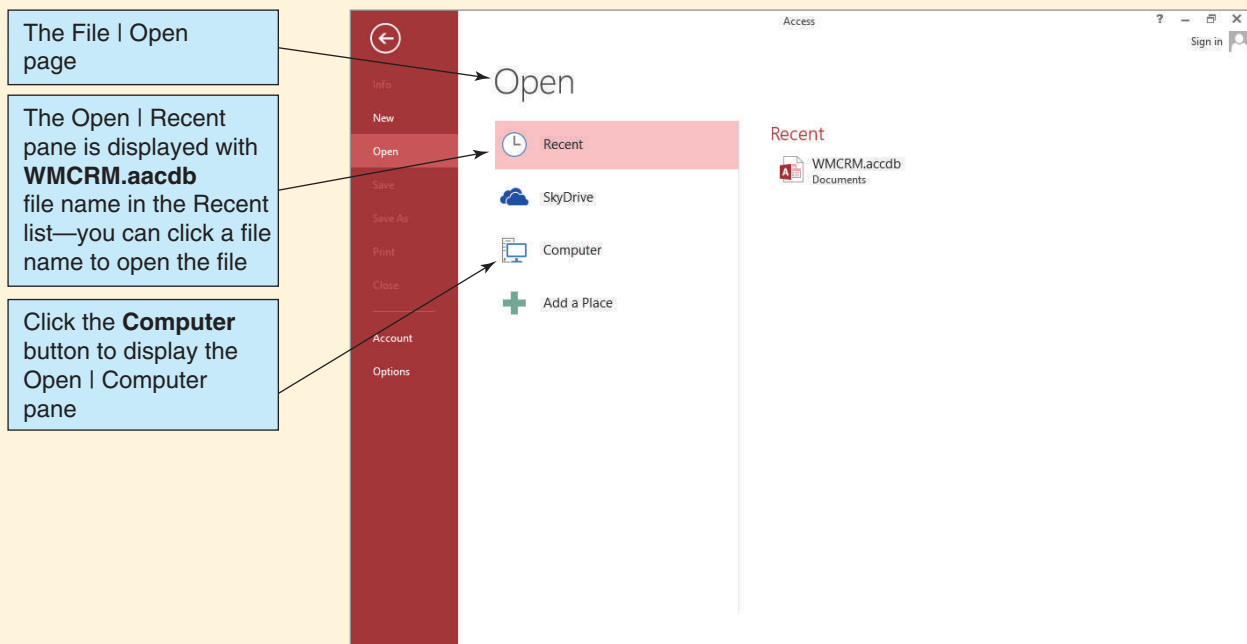 The File | Open
page
The Open | Recent
pane is displayed with
WMCRM.aacdb
file name in the Recent
list—you can click a file
name to open the file
Click the Computer
button to display the
Open | Computer
pane
Access
?
Sign in
Info
New
Open
Save
Save As
Print
Close
Account
Options
Open
Recent
SkyDrive
Computer
Add a Place
Recent
WMCRM.accdb
Documents